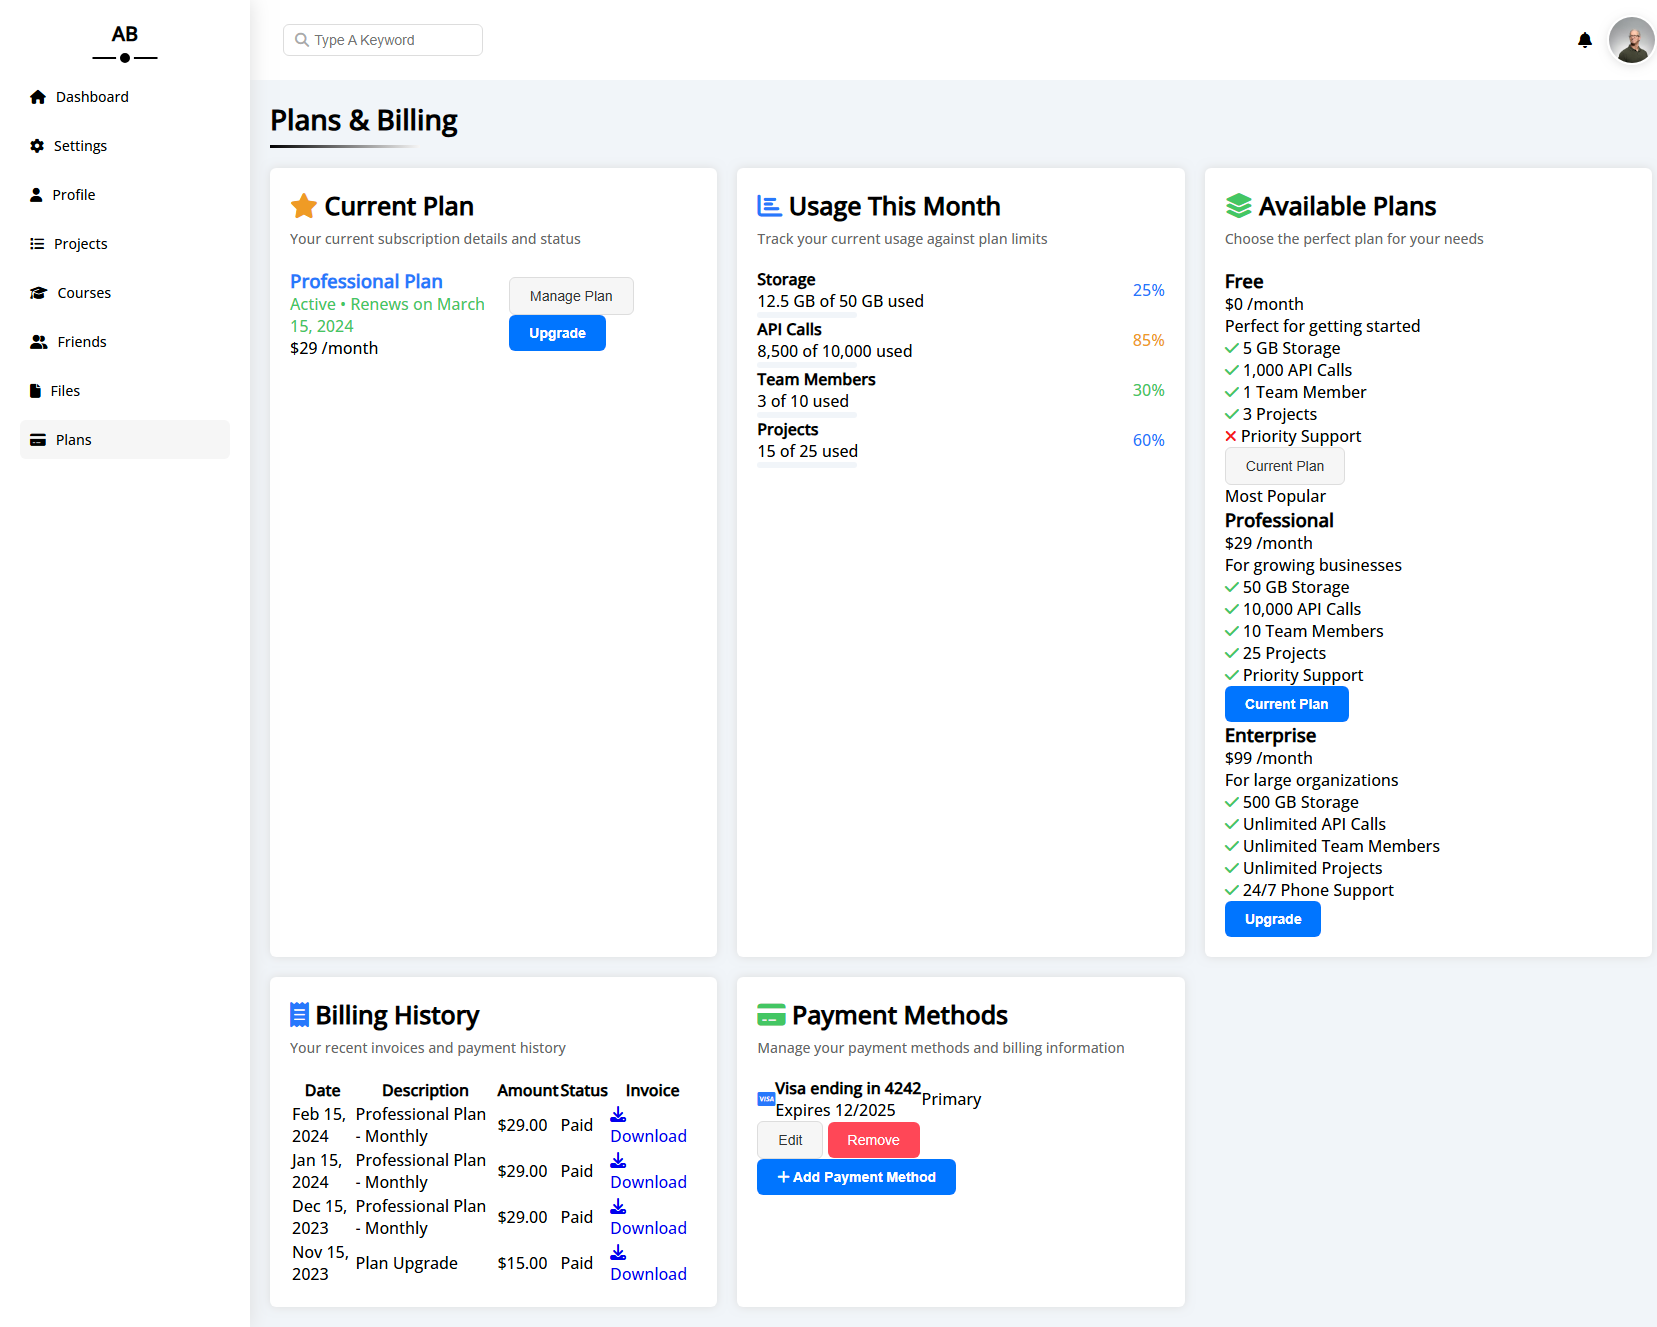 AB
Dashboard
Settings
Profile
Projects
Courses
Friends
Files
Plans
Type A Keyword
Plans & Billing
Current Plan
Your current subscription details and status
Professional Plan
Active • Renews on March
15, 2024
$29 /month
Manage Plan
Upgrade
Usage This Month
Track your current usage against plan limits
Storage
12.5 GB of 50 GB used
25%
API Calls
8,500 of 10,000 used
85%
Team Members
3 of 10 used
30%
Projects
15 of 25 used
60%
Available Plans
Choose the perfect plan for your needs
Free
$0 /month
Perfect for getting started
5 GB Storage
1,000 API Calls
1 Team Member
3 Projects
Priority Support
Current Plan
Most Popular
Professional
$29 /month
For growing businesses
50 GB Storage
10,000 API Calls
10 Team Members
25 Projects
Priority Support
Current Plan
Enterprise
$99 /month
For large organizations
500 GB Storage
Unlimited API Calls
Unlimited Team Members
Unlimited Projects
24/7 Phone Support
Upgrade
Billing History
Your recent invoices and payment history
Date Description Amount Status Invoice
Feb 15, 2024 Professional Plan - Monthly $29.00 Paid Download
Jan 15, 2024 Professional Plan - Monthly $29.00 Paid Download
Dec 15, 2023 Professional Plan - Monthly $29.00 Paid Download
Nov 15, 2023 Plan Upgrade $15.00 Paid Download
Payment Methods
Manage your payment methods and billing information
VISA
Visa ending in 4242
Expires 12/2025
Primary
Edit
Remove
Add Payment Method